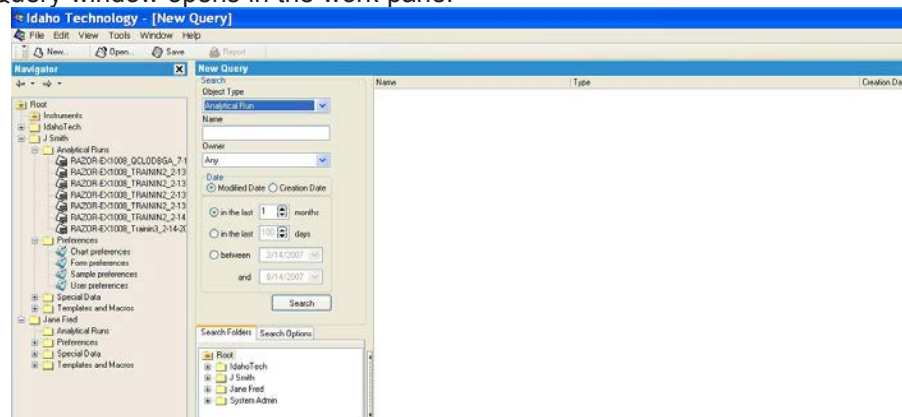 Query window opens in the work panel
Idaho Technology - [New Query]
File Edit View Tools Window Help
New... Open... Save Report
Navigator
Root
Instruments
IdahoTech
J Smith
Analytical Runs
RAZOR-EX1008_QCLODBGA_7-1
RAZOR-EX1008_TRAININ2_2-13
RAZOR-EX1008_TRAININ2_2-13
RAZOR-EX1008_TRAININ2_2-13
RAZOR-EX1008_TRAININ2_2-13
RAZOR-EX1008_TRAININ2_2-14
RAZOR-EX1008_Trainin3_2-14-20
Preferences
Chart preferences
Form preferences
Sample preferences
User preferences
Special Data
Templates and Macros
Jane Fred
Analytical Runs
Preferences
Special Data
Templates and Macros
New Query
Search
Object Type
Analytical Run
Name
Owner
Any
Date
Modified Date Creation Date
in the last 1 months
in the last 100 days
between 2/14/2007
and 6/14/2007
Search
Search Folders Search Options
Root
IdahoTech
J Smith
Jane Fred
System Admin
Name Type Creation Da